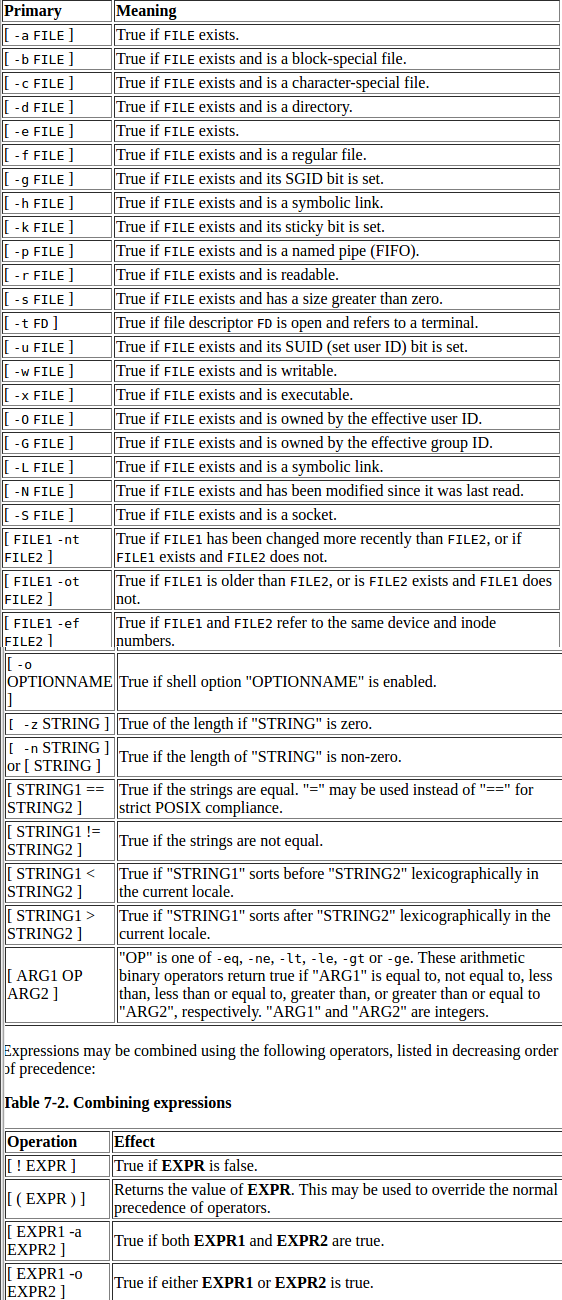 Primary Meaning
[ -a FILE ] True if FILE exists.
[ -b FILE ] True if FILE exists and is a block-special file.
[ -c FILE ] True if FILE exists and is a character-special file.
[ -d FILE ] True if FILE exists and is a directory.
[ -e FILE ] True if FILE exists.
[ -f FILE ] True if FILE exists and is a regular file.
[ -g FILE ] True if FILE exists and its SGID bit is set.
[ -h FILE ] True if FILE exists and is a symbolic link.
[ -k FILE ] True if FILE exists and its sticky bit is set.
[ -p FILE ] True if FILE exists and is a named pipe (FIFO).
[ -r FILE ] True if FILE exists and is readable.
[ -s FILE ] True if FILE exists and has a size greater than zero.
[ -t FD ] True if file descriptor FD is open and refers to a terminal.
[ -u FILE ] True if FILE exists and its SUID (set user ID) bit is set.
[ -w FILE ] True if FILE exists and is writable.
[ -x FILE ] True if FILE exists and is executable.
[ -O FILE ] True if FILE exists and is owned by the effective user ID.
[ -G FILE ] True if FILE exists and is owned by the effective group ID.
[ -L FILE ] True if FILE exists and is a symbolic link.
[ -N FILE ] True if FILE exists and has been modified since it was last read.
[ -S FILE ] True if FILE exists and is a socket.
[ FILE1 -nt
FILE2 ]
True if FILE1 has been changed more recently than FILE2, or if
FILE1 exists and FILE2 does not.
[ FILE1 -ot
FILE2 ]
True if FILE1 is older than FILE2, or is FILE2 exists and FILE1 does
not.
[ FILE1 -ef
FILE2 ]
True if FILE1 and FILE2 refer to the same device and inode
numbers.
[ -o
OPTIONNAME
]
True if shell option "OPTIONNAME" is enabled.
[ -z STRING ] True of the length if "STRING" is zero.
[ -n STRING ]
or [ STRING ]
True if the length of "STRING" is non-zero.
[ STRING1 ==
STRING2 ]
True if the strings are equal. "=" may be used instead of "==" for
strict POSIX compliance.
[ STRING1 !=
STRING2 ]
True if the strings are not equal.
[ STRING1 <
STRING2 ]
True if "STRING1" sorts before "STRING2" lexicographically in
the current locale.
[ STRING1 >
STRING2 ]
True if "STRING1" sorts after "STRING2" lexicographically in the
current locale.
[ ARG1 OP
ARG2 ]
"OP" is one of -eq, -ne, -lt, -le, -gt or -ge. These arithmetic
binary operators return true if "ARG1" is equal to, not equal to, less
than, less than or equal to, greater than, or greater than or equal to
"ARG2", respectively. "ARG1" and "ARG2" are integers.
Expressions may be combined using the following operators, listed in decreasing order
of precedence:
Table 7-2. Combining expressions
Operation Effect
[ ! EXPR ] True if EXPR is false.
[ ( EXPR ) ]
Returns the value of EXPR. This may be used to override the normal
precedence of operators.
[ EXPR1 -a
EXPR2 ]
True if both EXPR1 and EXPR2 are true.
[ EXPR1 -o
EXPR2 ]
True if either EXPR1 or EXPR2 is true.